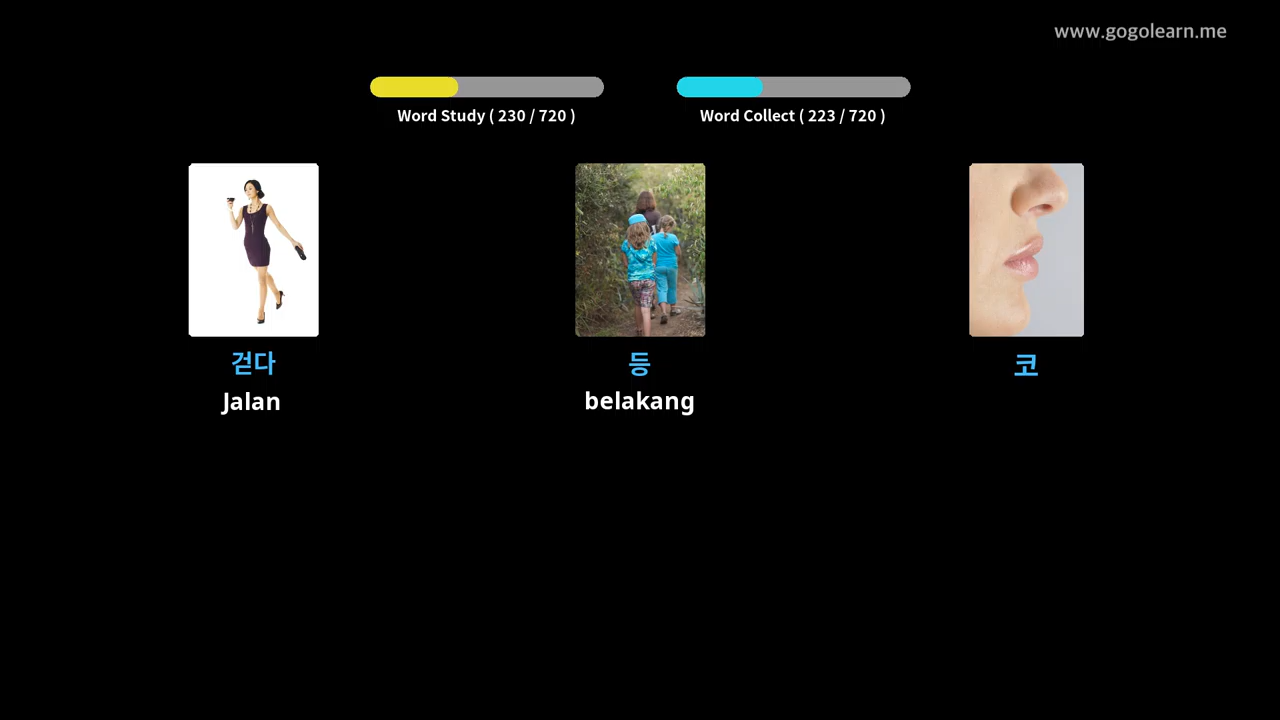 www.gogolearn.me
Word Study ( 230 / 720 )
Word Collect ( 223 / 720 )
걷다
등
코
Jalan
belakang